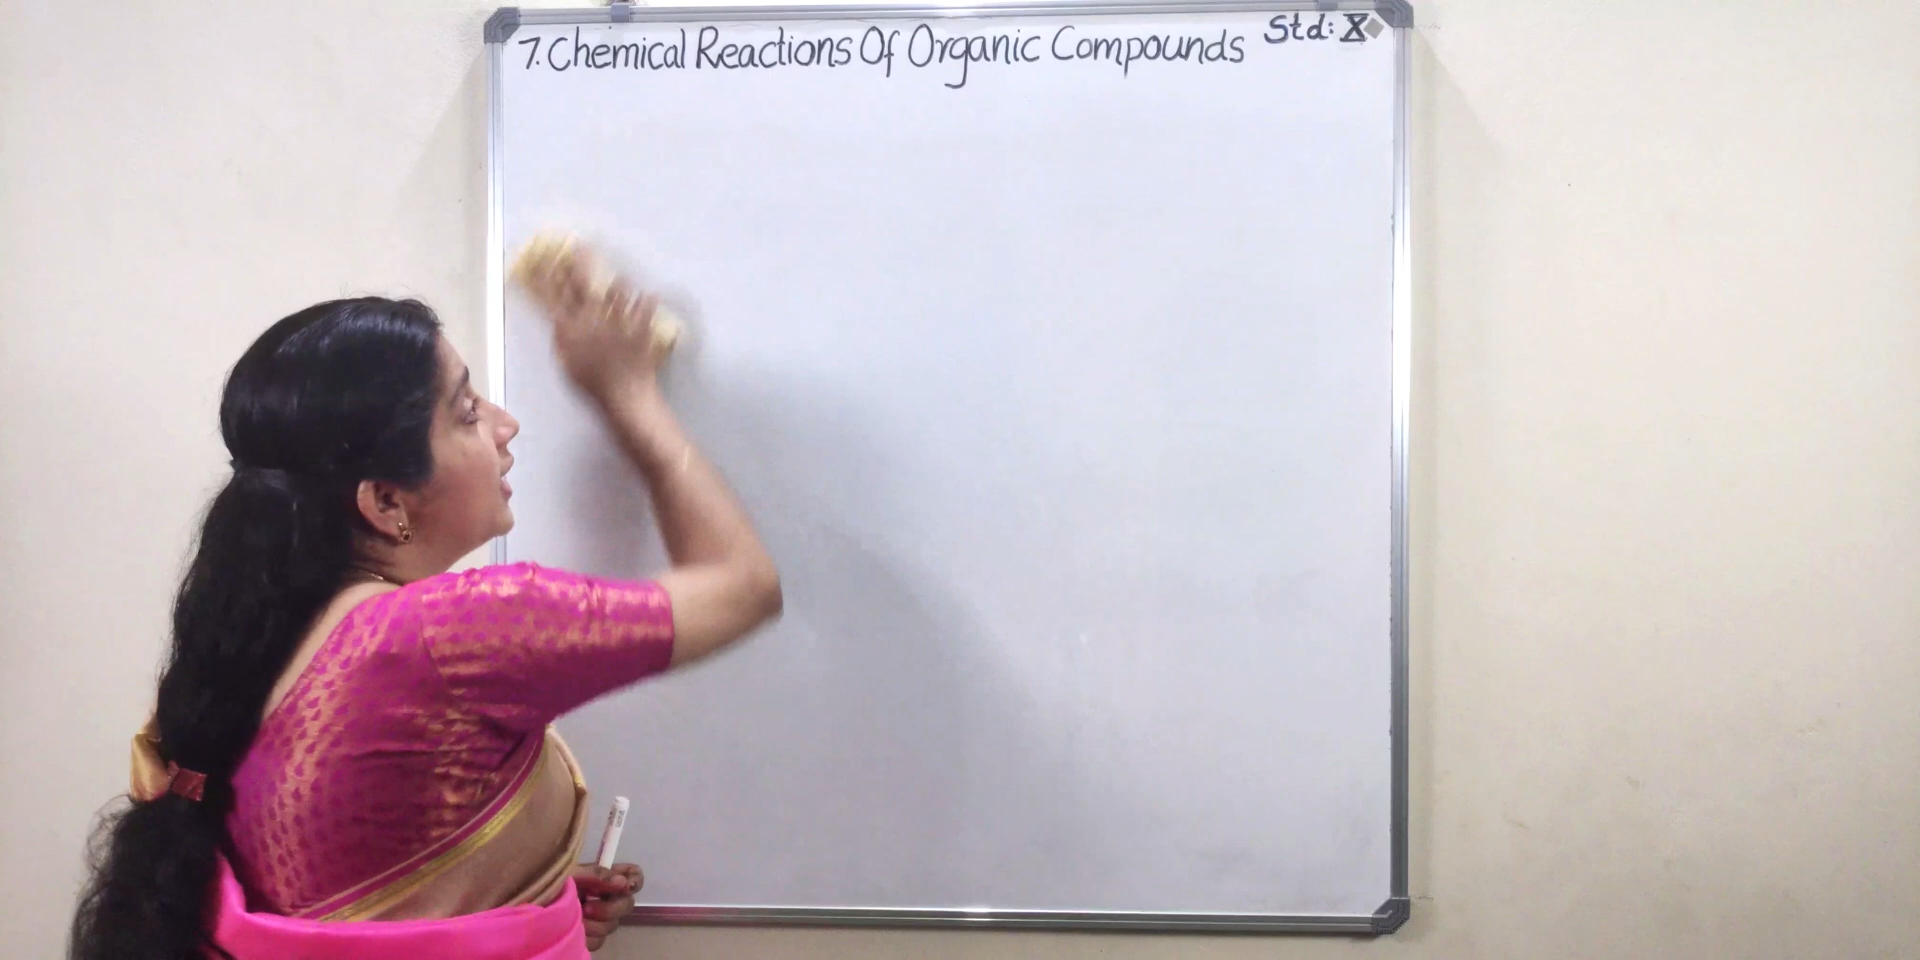 7. Chemical Reactions Of Organic Compounds
Std: X